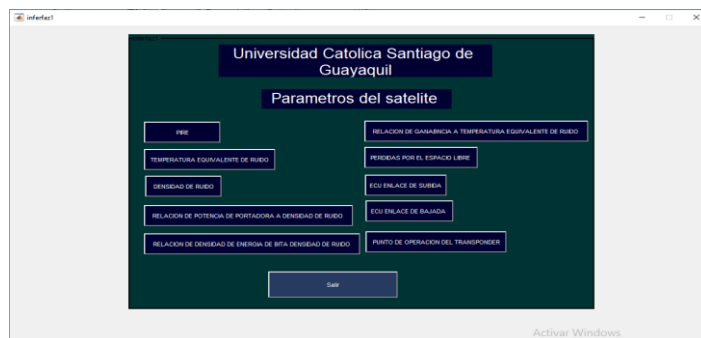 inferfaz1
Universidad Catolica Santiago de
Guayaquil
Parametros del satelite
PIRE
RELACION DE GANABNCIA A TEMPERATURA EQUIVALENTE DE RUIDO
TEMPERATURA EQUIVALENTE DE RUIDO
PERDIDAS POR EL ESPACIO LIBRE
DENSIDAD DE RUIDO
ECU ENLACE DE SUBIDA
RELACION DE POTENCIA DE PORTADORA A DENSIDAD DE RUIDO
ECU ENLACE DE BAJADA
RELACION DE DENSIDAD DE ENERGIA DE BITA DENSIDAD DE RUIDO
PUNTO DE OPERACION DEL TRANSPONDER
Salir
Activar Windows